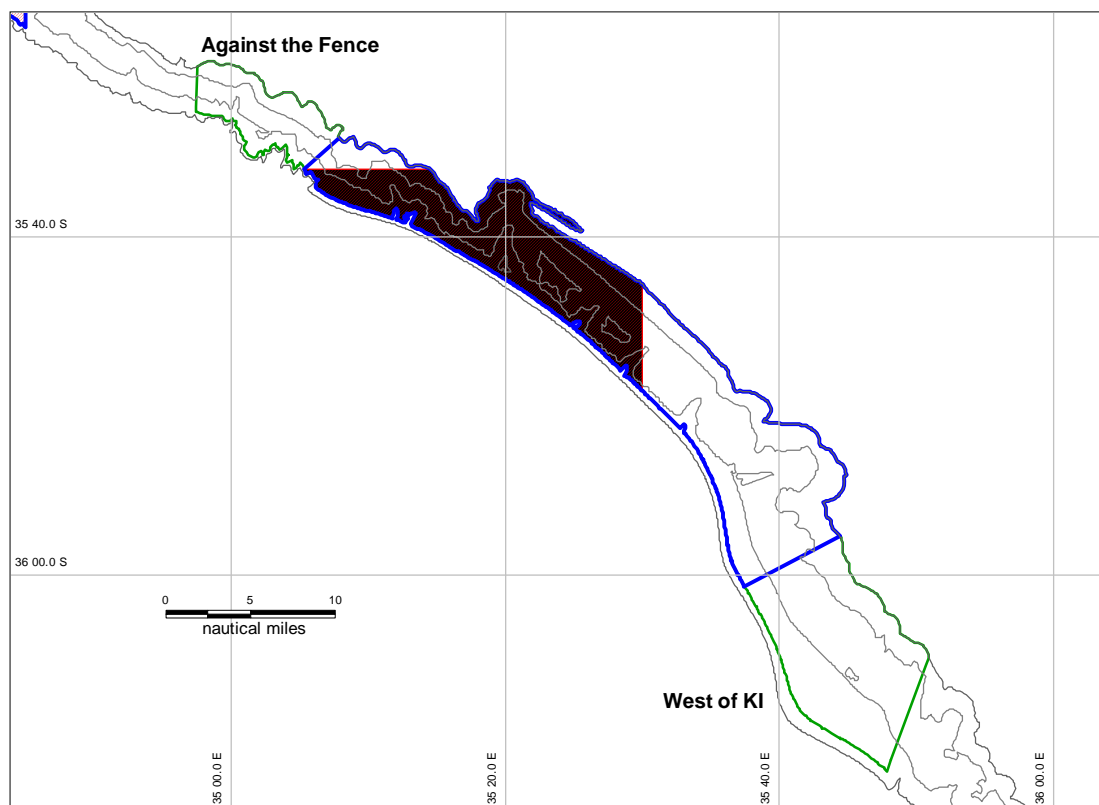 Against the Fence
35 40.0 S
36 00.0 S
0 5 10
nautical miles
West of KI
35 00.0 E
35 20.0 E
35 40.0 E
36 00.0 E